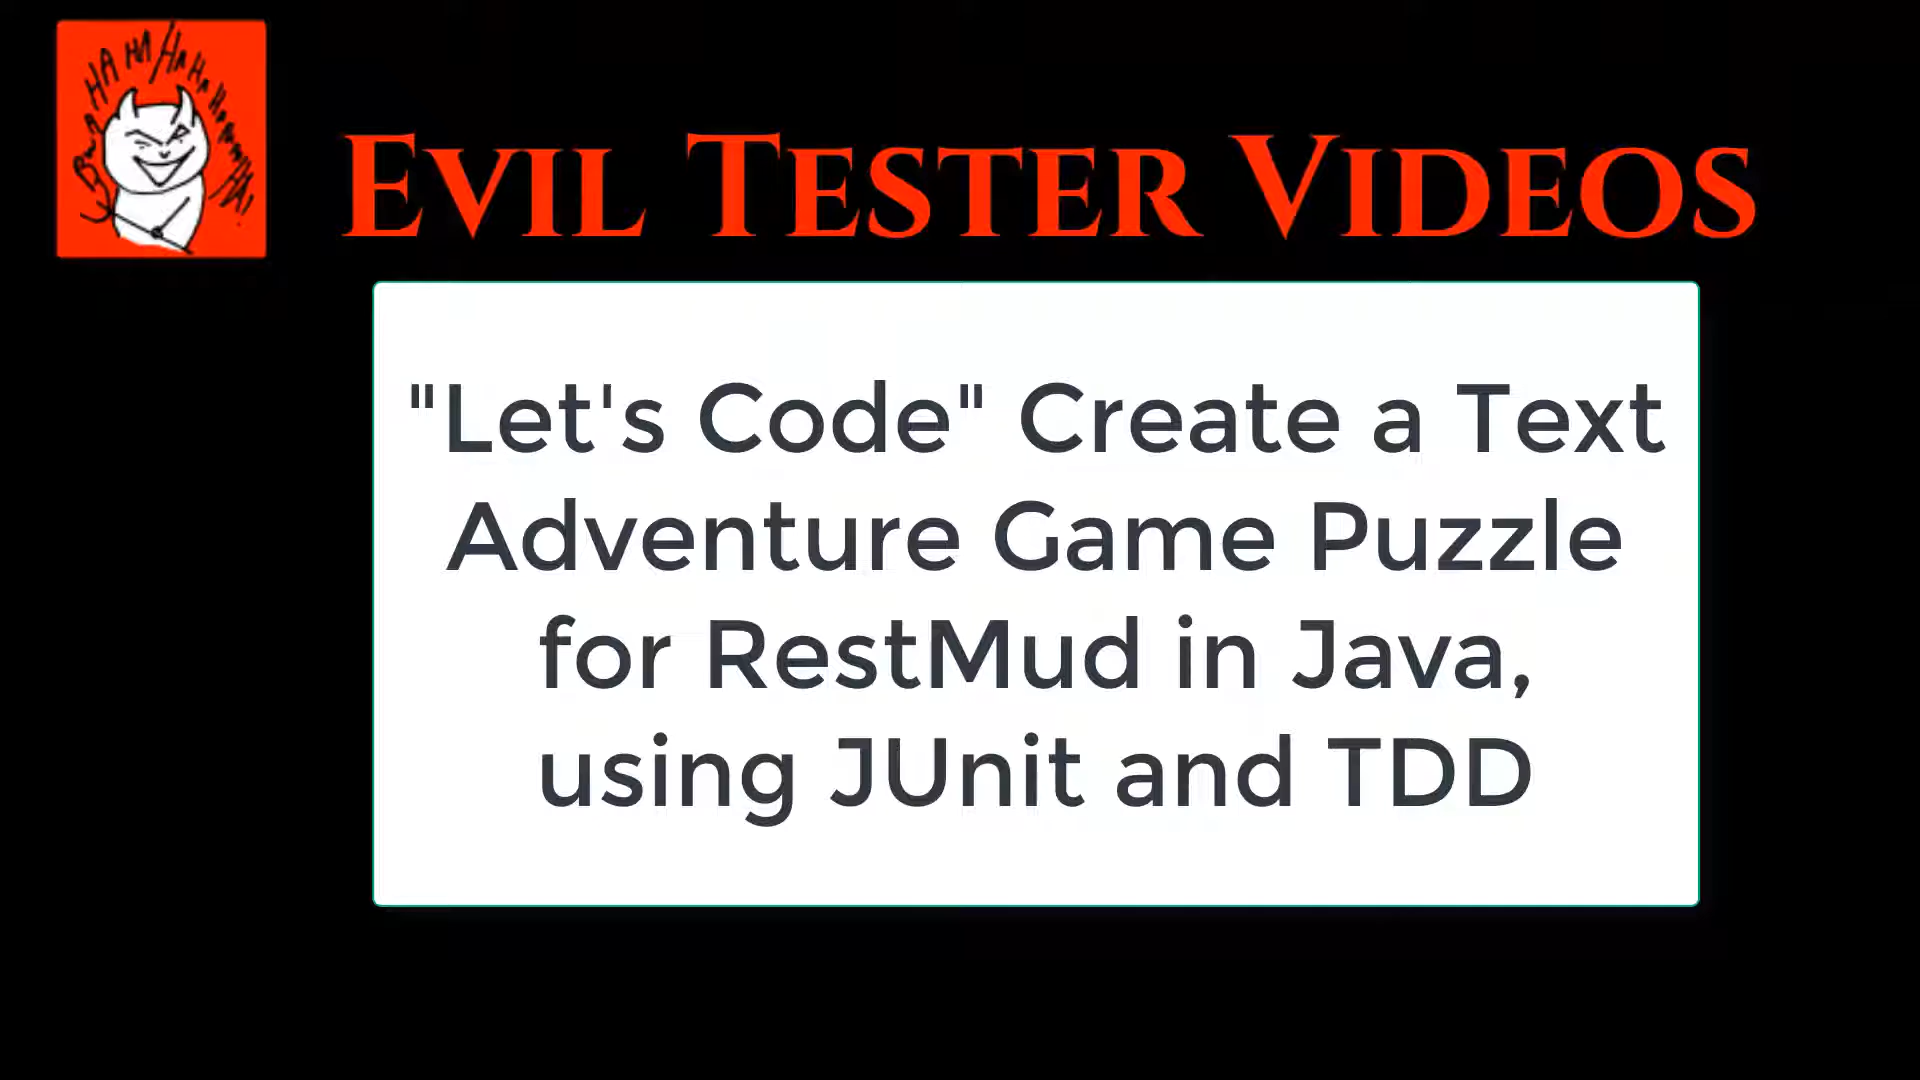 EVIL TESTER VIDEOS
"Let's Code" Create a Text
Adventure Game Puzzle
for RestMud in Java,
using JUnit and TDD